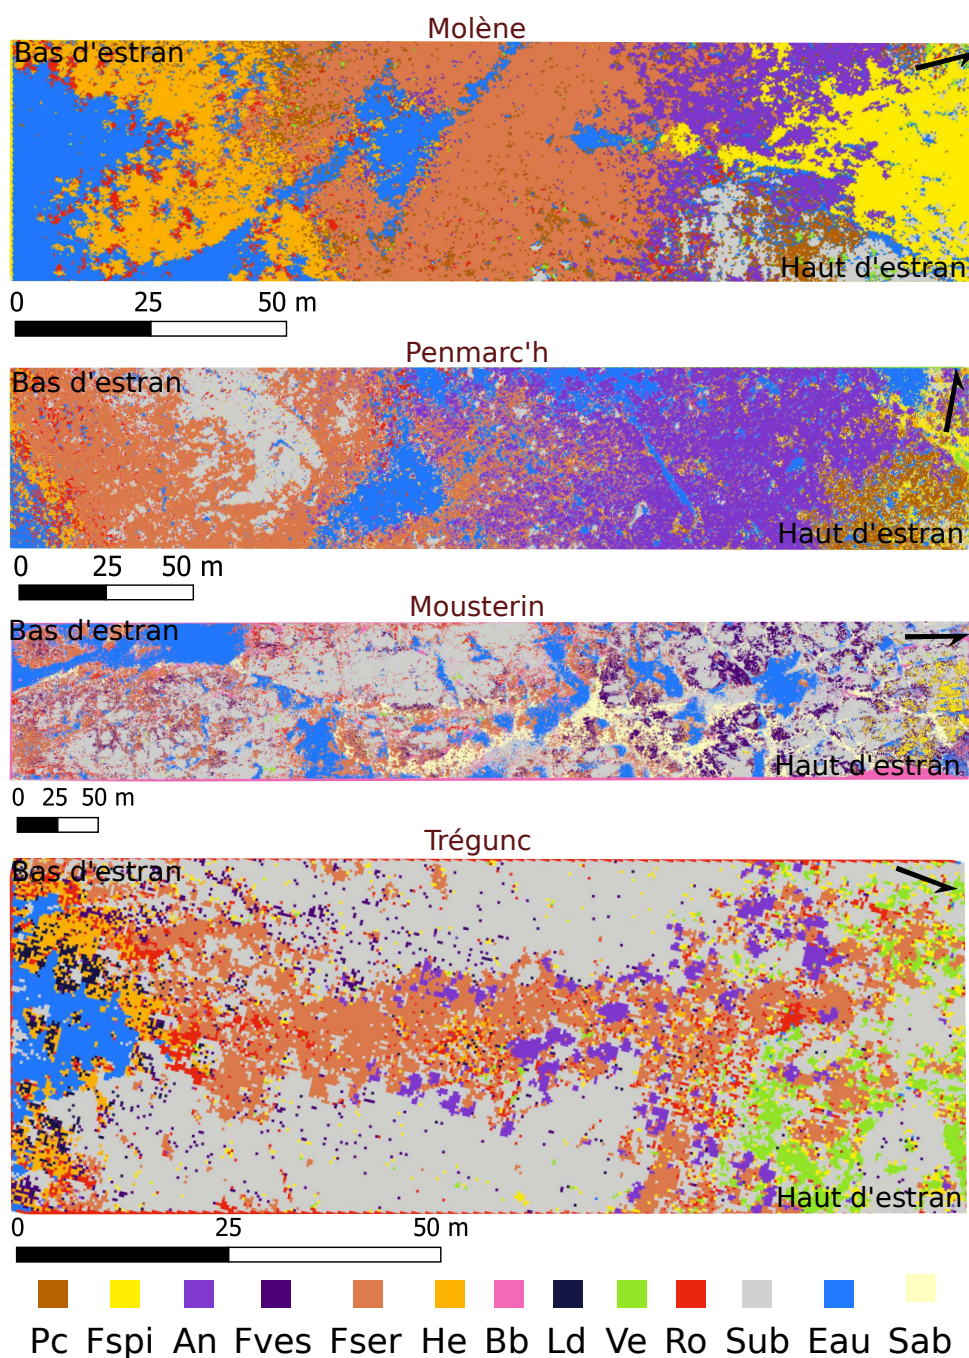 Molène
Bas d'estran
Haut d'estran
0 25 50 m
Penmarc'h
Bas d'estran
Haut d'estran
0 25 50 m
Mousterin
Bas d'estran
Haut d'estran
0 25 50 m
Trégunc
Bas d'estran
Haut d'estran
0 25 50 m
Pc Fspi An Fves Fser He Bb Ld Ve Ro Sub Eau Sab